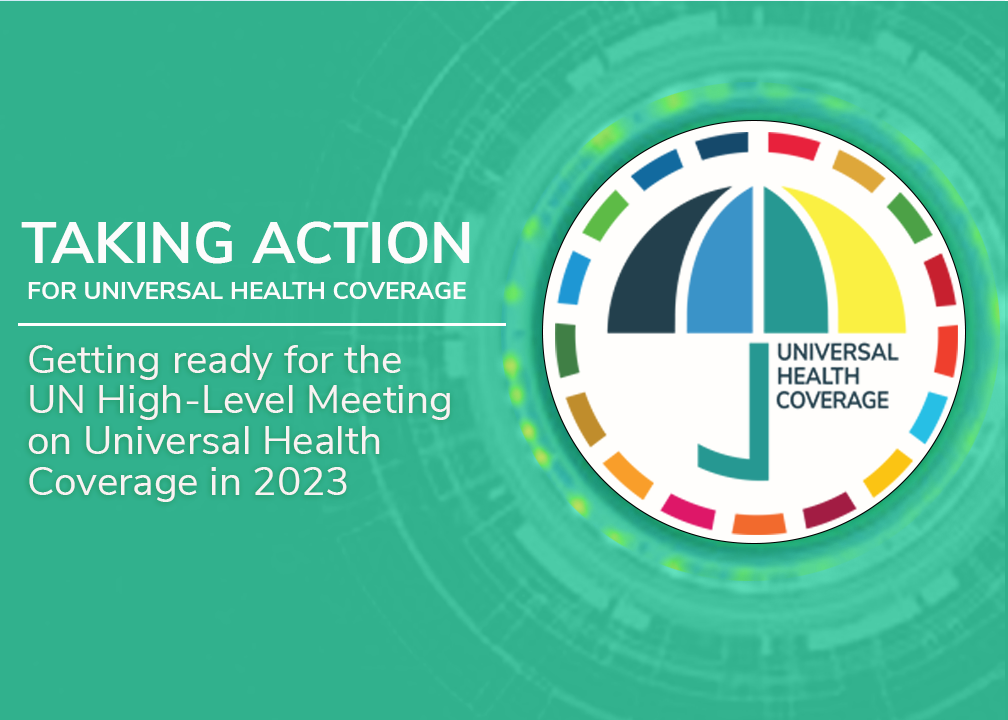 TAKING ACTION
FOR UNIVERSAL HEALTH COVERAGE
Getting ready for the
UN High-Level Meeting
on Universal Health
Coverage in 2023
UNIVERSAL
HEALTH
COVERAGE